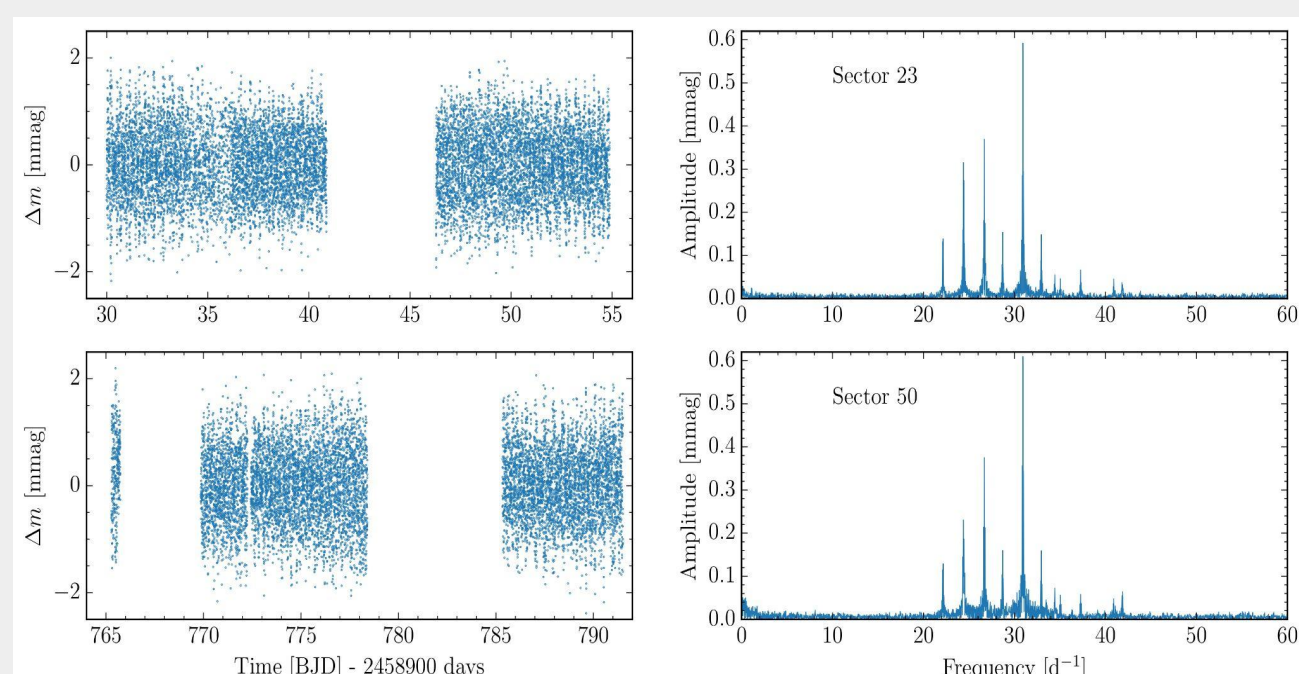 2
0
−2
Δm [mmag]
30 35 40 45 50 55
0.6
0.5
0.4
0.3
0.2
0.1
0.0
Amplitude [mmag]
Sector 23
0 10 20 30 40 50 60
2
0
−2
Δm [mmag]
765 770 775 780 785 790
Time [BJD] - 2458900 days
0.6
0.5
0.4
0.3
0.2
0.1
0.0
Amplitude [mmag]
Sector 50
0 10 20 30 40 50 60
Frequency [d⁻¹]